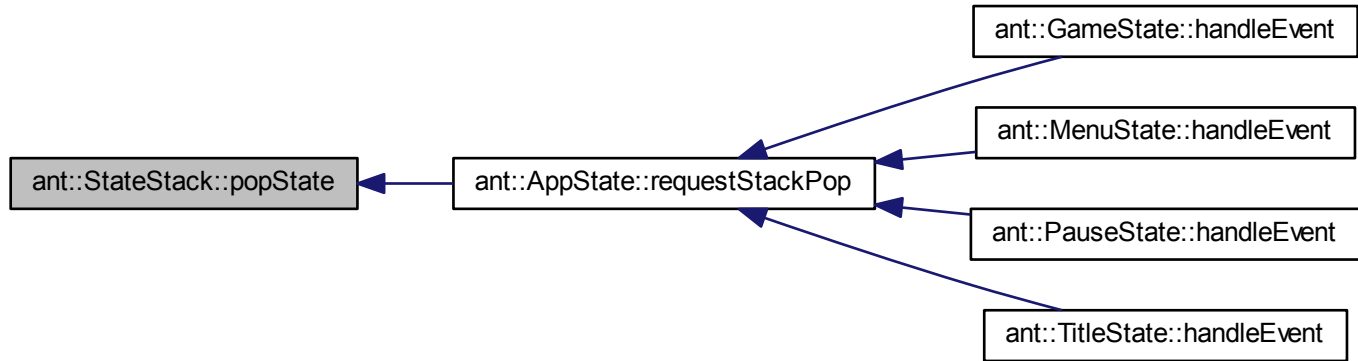 ant::GameState::handleEvent
ant::MenuState::handleEvent
ant::StateStack::popState
ant::AppState::requestStackPop
ant::PauseState::handleEvent
ant::TitleState::handleEvent